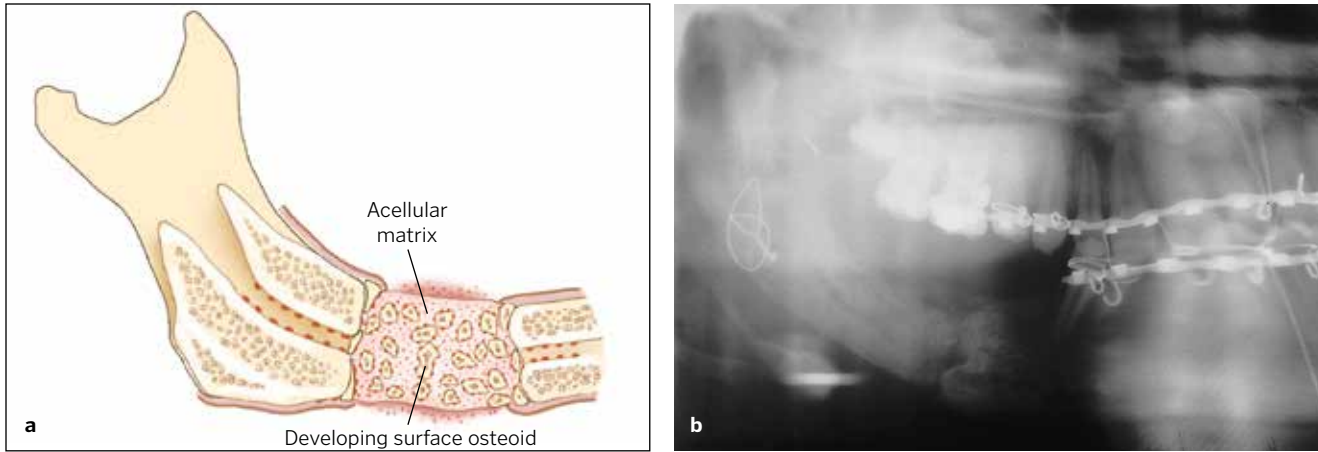 Acellular
matrix
Developing surface osteoid
a
b